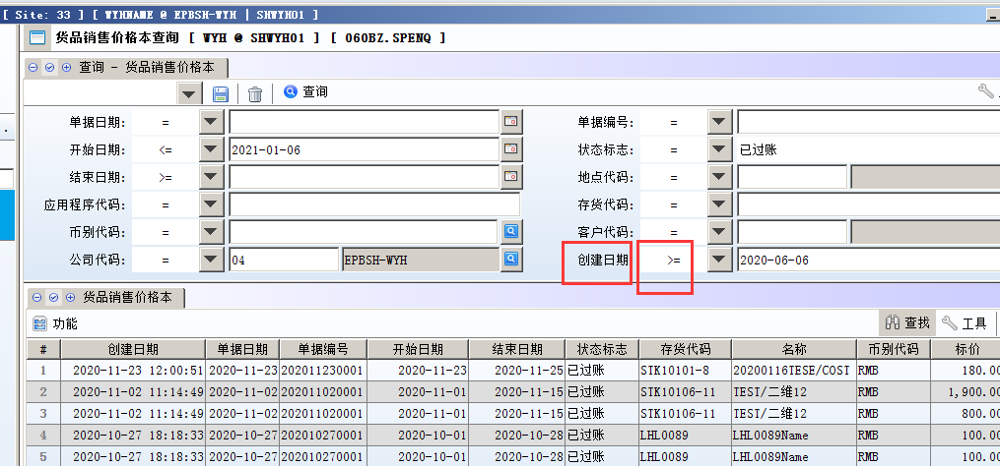 [ Site: 33 ] [ WYHNAME @ EPBSH-WYH | SHWYH01 ]
货品销售价格本查询 [ WYH @ SHWYH01 ] [ O60BZ.SPENQ ]
查询 - 货品销售价格本
查询
单据日期: = 单据编号: =
开始日期: <= 2021-01-06 状态标志: = 已过账
结束日期: >= 地点代码: =
应用程序代码: = 存货代码: =
币别代码: = 客户代码: =
公司代码: = 04 EPBSH-WYH 创建日期: >= 2020-06-06
货品销售价格本
功能 查找 工具
# 创建日期 单据日期 单据编号 开始日期 结束日期 状态标志 存货代码 名称 币别代码 标价
1 2020-11-23 12:00:51 2020-11-23 202011230001 2020-11-23 2020-11-25 已过账 STK10101-8 20200116TESE/COST RMB 180.00
2 2020-11-02 11:14:49 2020-11-02 202011020001 2020-11-01 2020-11-15 已过账 STK10106-11 TEST/二维12 RMB 1,900.00
3 2020-11-02 11:14:49 2020-11-02 202011020001 2020-11-01 2020-11-15 已过账 STK10106-11 TEST/二维12 RMB 800.00
4 2020-10-27 18:18:33 2020-10-27 202010270001 2020-10-01 2020-10-28 已过账 LHL0089 LHL0089Name RMB 100.00
5 2020-10-27 18:18:33 2020-10-27 202010270001 2020-10-01 2020-10-28 已过账 LHL0089 LHL0089Name RMB 100.00